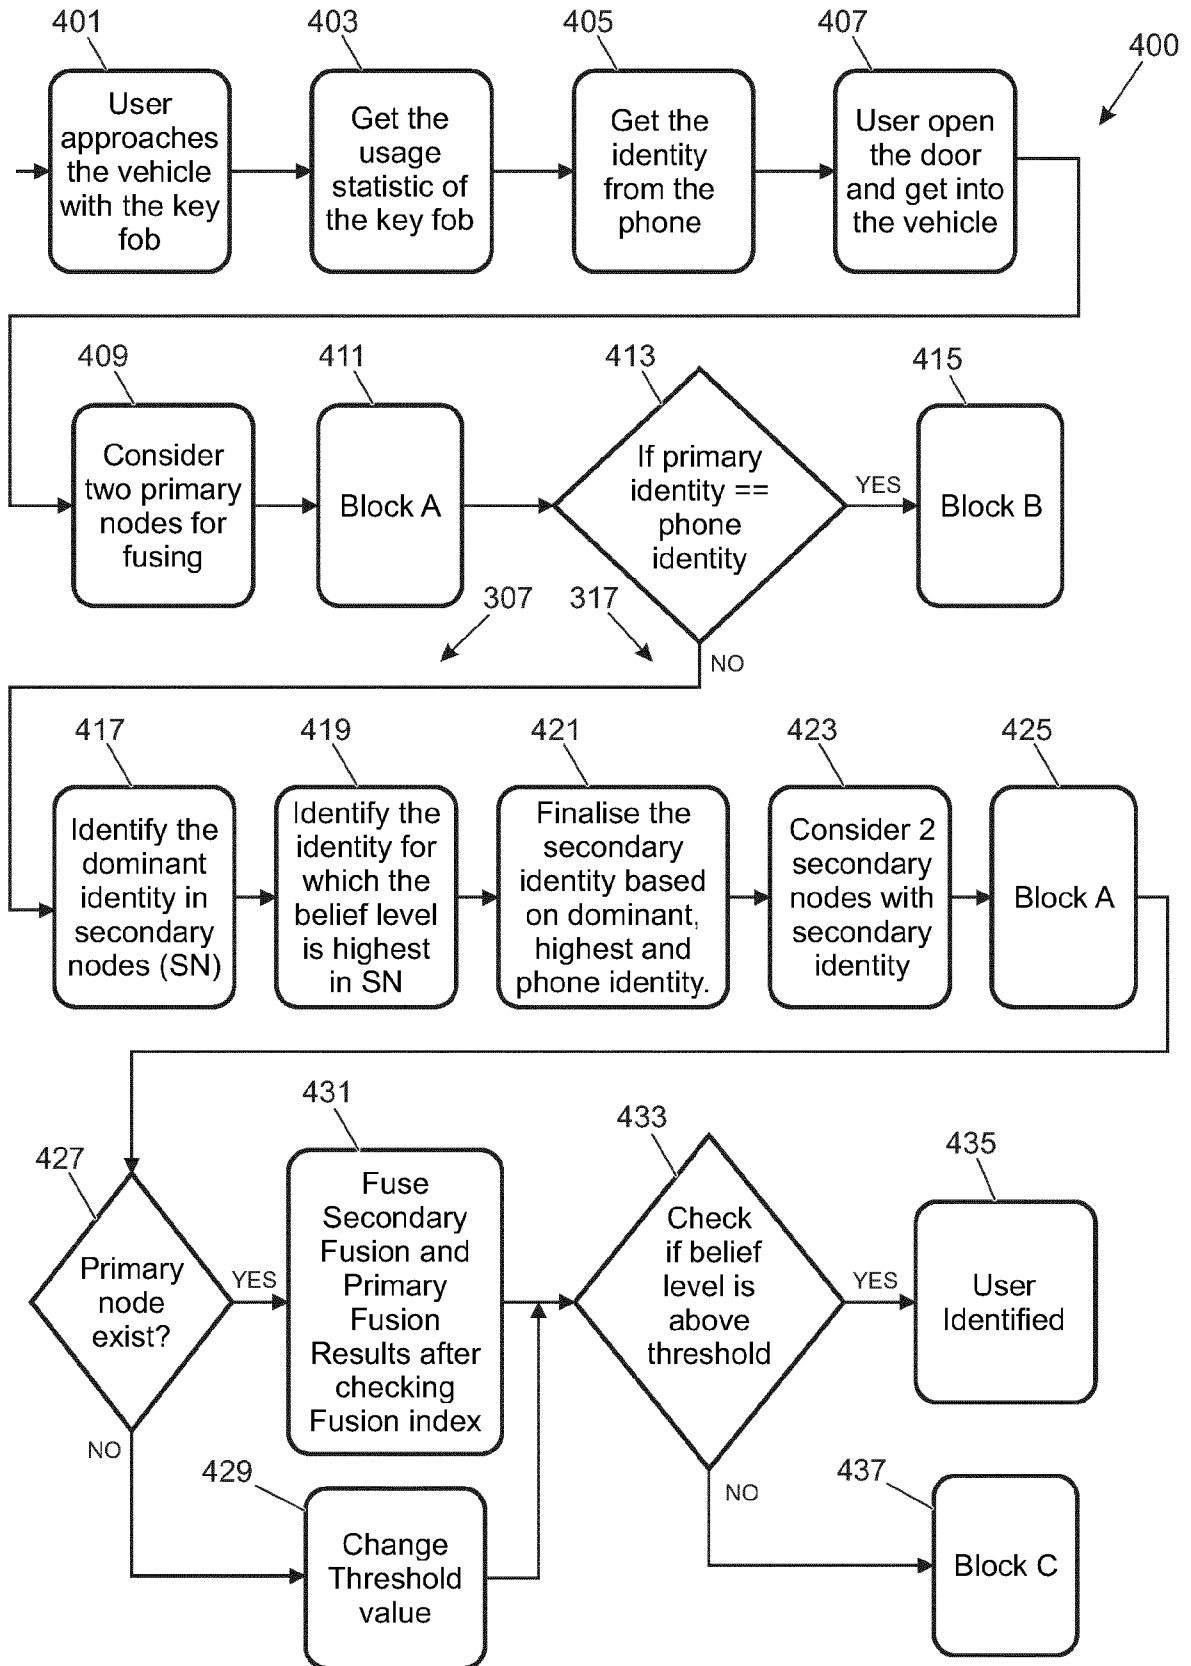 401
403
405
407
400
User
approaches
the vehicle
with the key
fob
Get the
usage
statistic of
the key fob
Get the
identity
from the
phone
User open
the door
and get into
the vehicle
409
411
413
415
Consider
two primary
nodes for
fusing
Block A
If primary
identity ==
phone
identity
YES
Block B
307
317
NO
417
419
421
423
425
Identify the
dominant
identity in
secondary
nodes (SN)
Identify the
identity for
which the
belief level
is highest
in SN
Finalise the
secondary
identity based
on dominant,
highest and
phone identity.
Consider 2
secondary
nodes with
secondary
identity
Block A
427
431
433
435
Primary
node
exist?
YES
NO
Fuse
Secondary
Fusion and
Primary
Fusion
Results after
checking
Fusion index
Check
if belief
level is
above
threshold
YES
User
Identified
429
Change
Threshold
value
NO
437
Block C